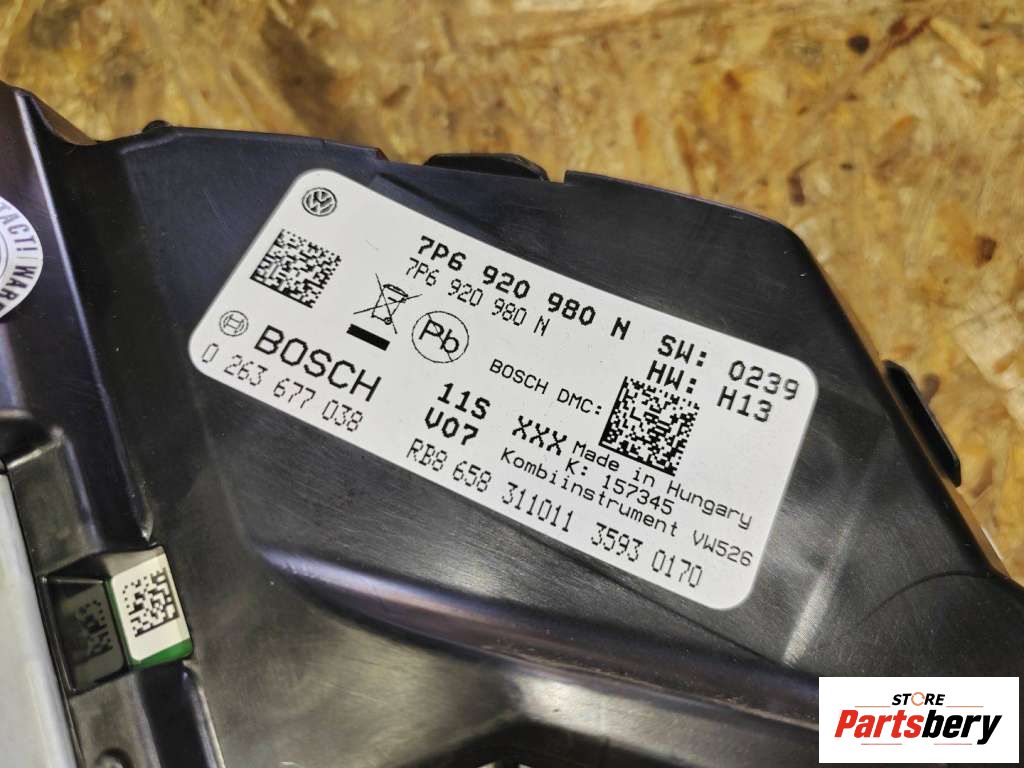 7P6 920 980 N SW: 0239
7P6 920 980 N HW: H13
Pb
BOSCH DMC:
BOSCH
0 263 677 038
11S
V07 XXX
Made in Hungary
K: 157345
Kombiinstrument VW526
RB8 658 311011 3593 0170
STORE
Partsbery